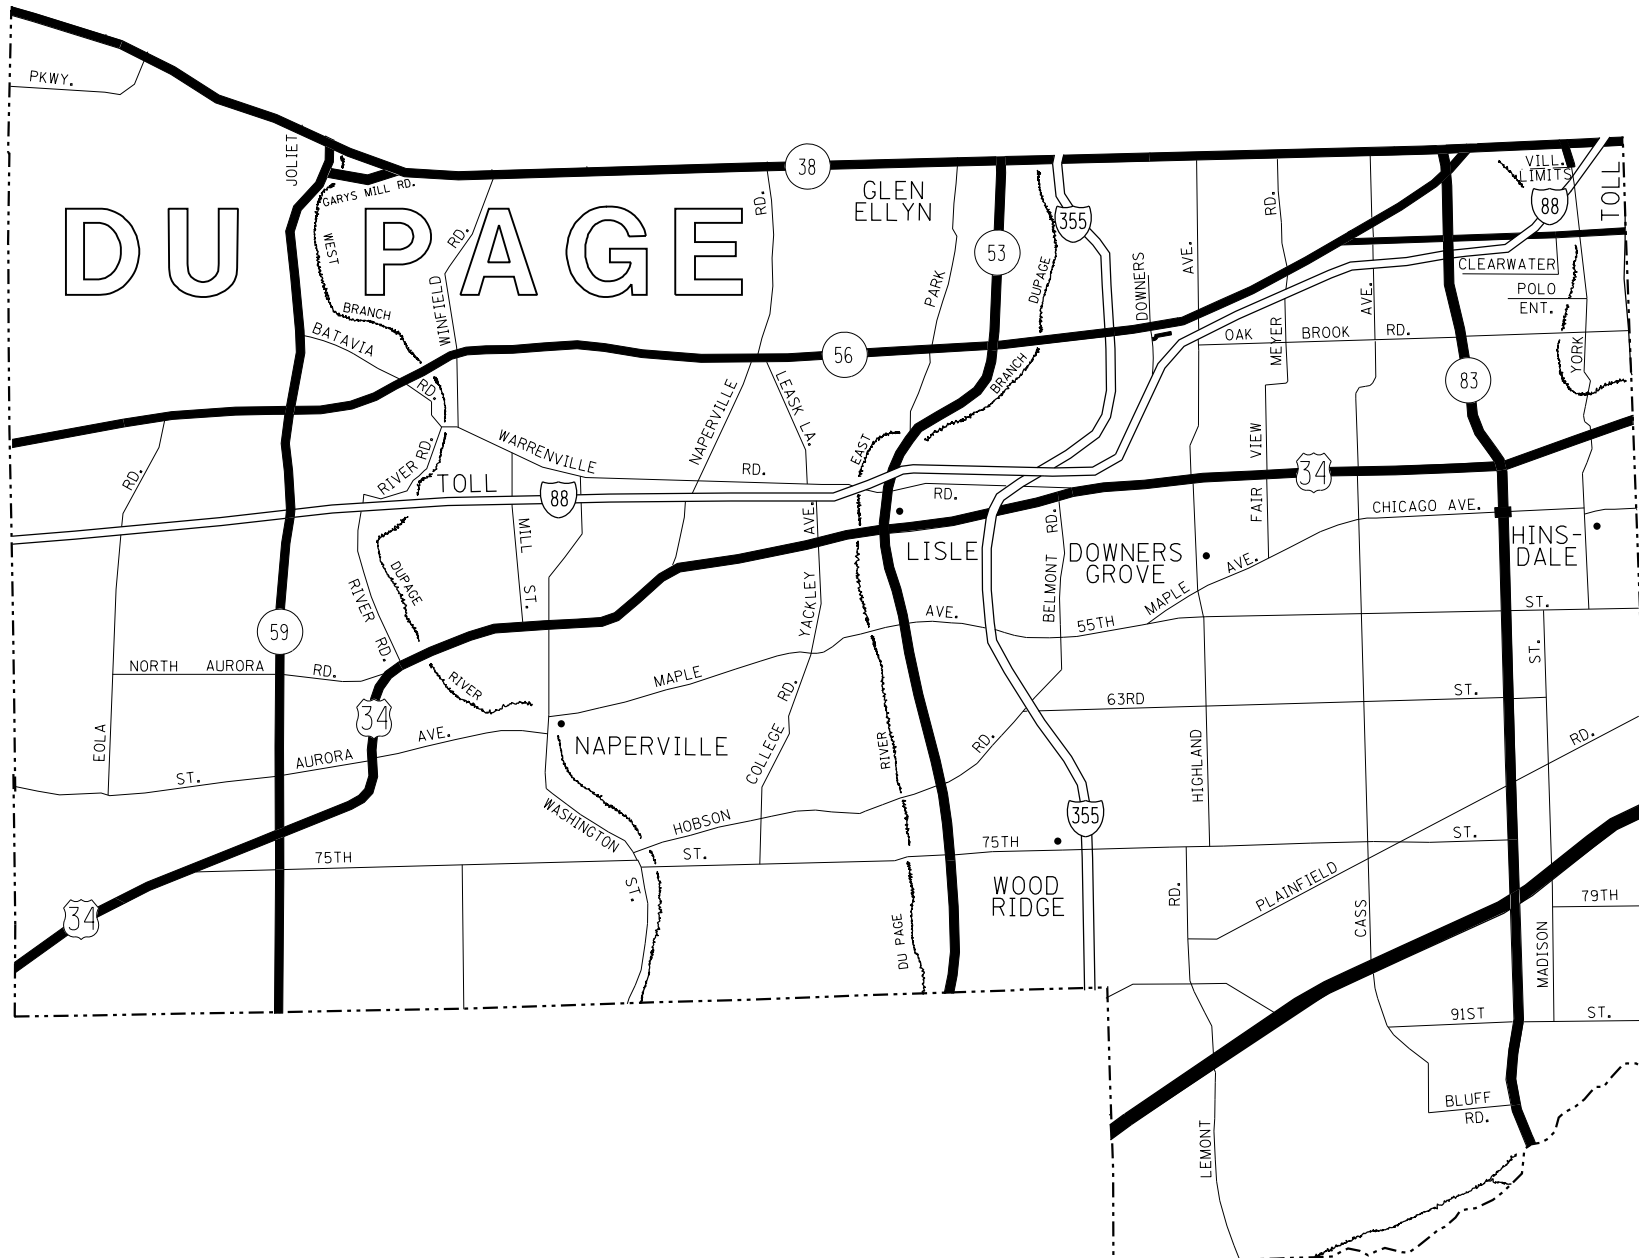 PKWY.
JOLIET
GARYS MILL RD.
38
GLEN
ELLYN
VILL.
LIMITS
TOLL
88
DU PAGE
WEST
BRANCH
RD.
WINFIELD
RD.
53
PARK
DUPAGE
BRANCH
355
DOWNERS
AVE.
RD.
MEYER
AVE.
CLEARWATER
POLO
ENT.
YORK
OAK BROOK RD.
BATAVIA
RD.
56
83
NAPERVILLE
LEASK LA.
WARRENVILLE
RD.
RD.
RIVER RD.
TOLL
88
EAST
RD.
34
FAIR VIEW
CHICAGO AVE.
HINS-
DALE
MILL
ST.
AVE.
YACKLEY
LISLE
BELMONT RD.
DOWNERS
GROVE
MAPLE AVE.
DUPAGE
RIVER
RD.
59
AVE.
55TH
ST.
NORTH AURORA RD.
RIVER
MAPLE
63RD
ST.
ST.
34
EOLA
ST.
AURORA
AVE.
NAPERVILLE
COLLEGE
RD.
RIVER
RD.
HIGHLAND
RD.
WASHINGTON
ST.
HOBSON
355
75TH
ST.
75TH
ST.
34
WOOD
RIDGE
DU PAGE
RD.
PLAINFIELD
CASS
79TH
MADISON
91ST
ST.
BLUFF
RD.
LEMONT